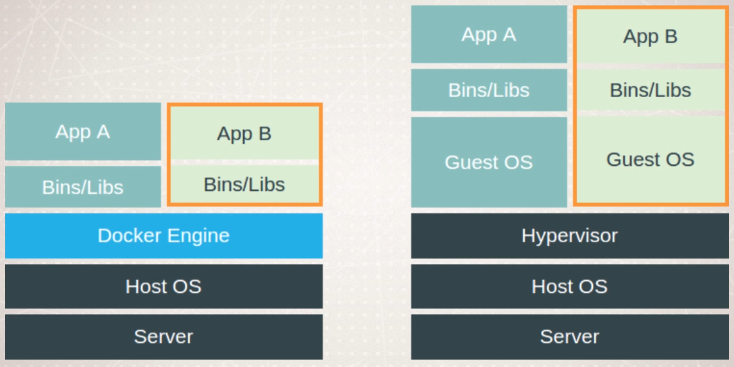 App A
App B
Bins/Libs
Bins/Libs
Docker Engine
Host OS
Server
App A
App B
Bins/Libs
Bins/Libs
Guest OS
Guest OS
Hypervisor
Host OS
Server